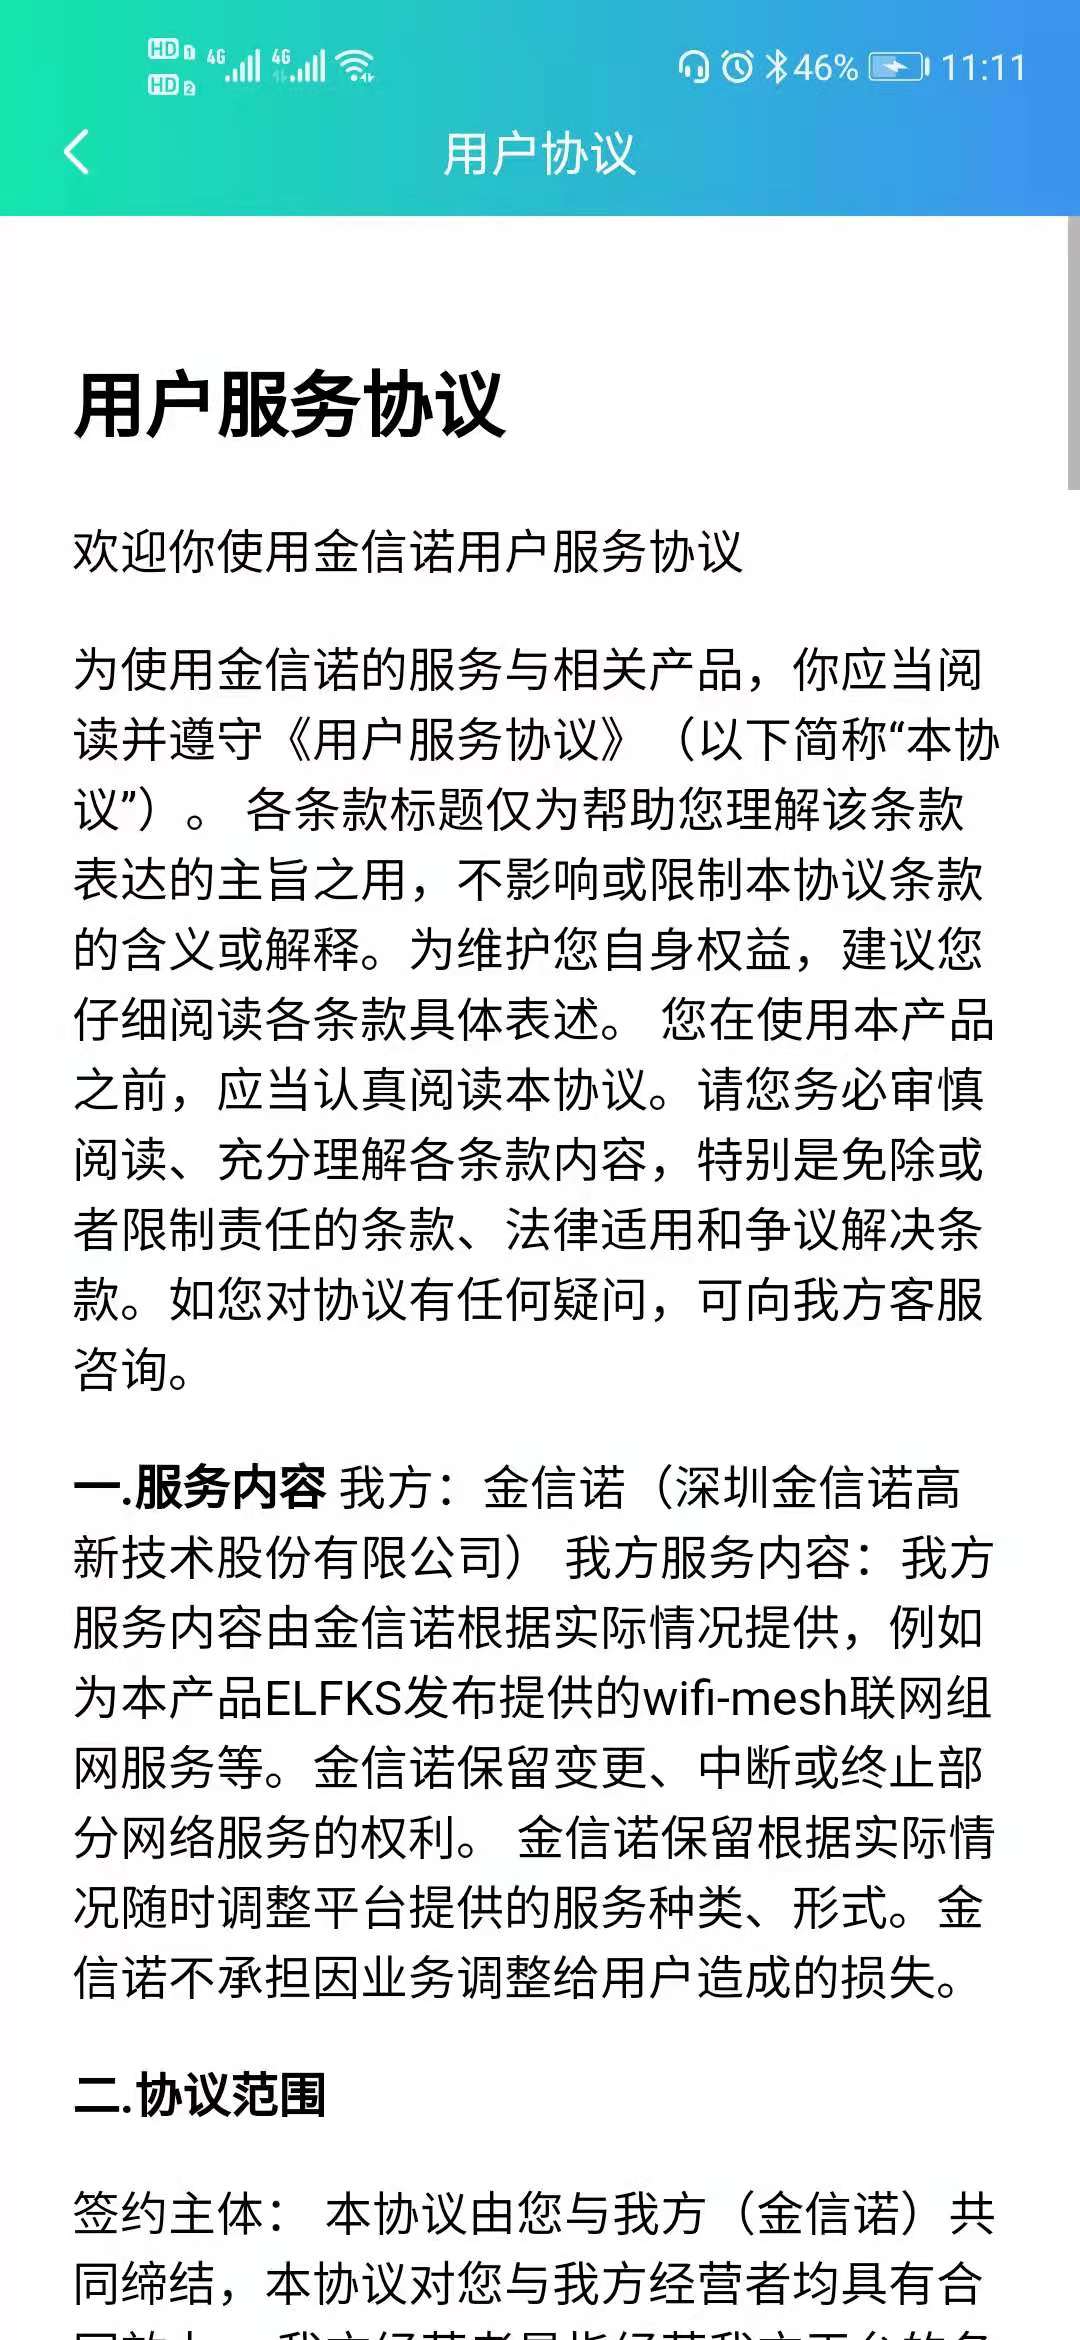 HD 1 4G 4G 46% 11:11
HD 2
用户协议
用户服务协议
欢迎你使用金信诺用户服务协议
为使用金信诺的服务与相关产品，你应当阅
读并遵守《用户服务协议》（以下简称“本协
议”）。 各条款标题仅为帮助您理解该条款
表达的主旨之用，不影响或限制本协议条款
的含义或解释。为维护您自身权益，建议您
仔细阅读各条款具体表述。 您在使用本产品
之前，应当认真阅读本协议。请您务必审慎
阅读、充分理解各条款内容，特别是免除或
者限制责任的条款、法律适用和争议解决条
款。如您对协议有任何疑问，可向我方客服
咨询。
一.服务内容 我方：金信诺（深圳金信诺高
新技术股份有限公司） 我方服务内容：我方
服务内容由金信诺根据实际情况提供，例如
为本产品ELFKS发布提供的wifi-mesh联网组
网服务等。金信诺保留变更、中断或终止部
分网络服务的权利。 金信诺保留根据实际情
况随时调整平台提供的服务种类、形式。金
信诺不承担因业务调整给用户造成的损失。
二.协议范围
签约主体： 本协议由您与我方（金信诺）共
同缔结，本协议对您与我方经营者均具有合